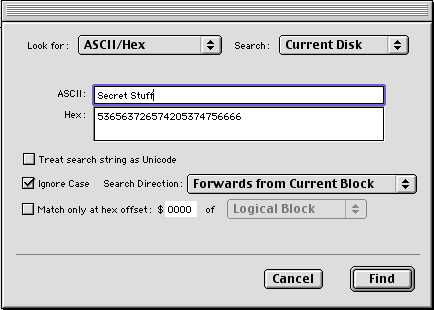 Look for: ASCII/Hex Search: Current Disk
ASCII: Secret Stuff
Hex: 536563726574205374756666
Treat search string as Unicode
Ignore Case Search Direction: Forwards from Current Block
Match only at hex offset: $ 0000 of Logical Block
Cancel Find